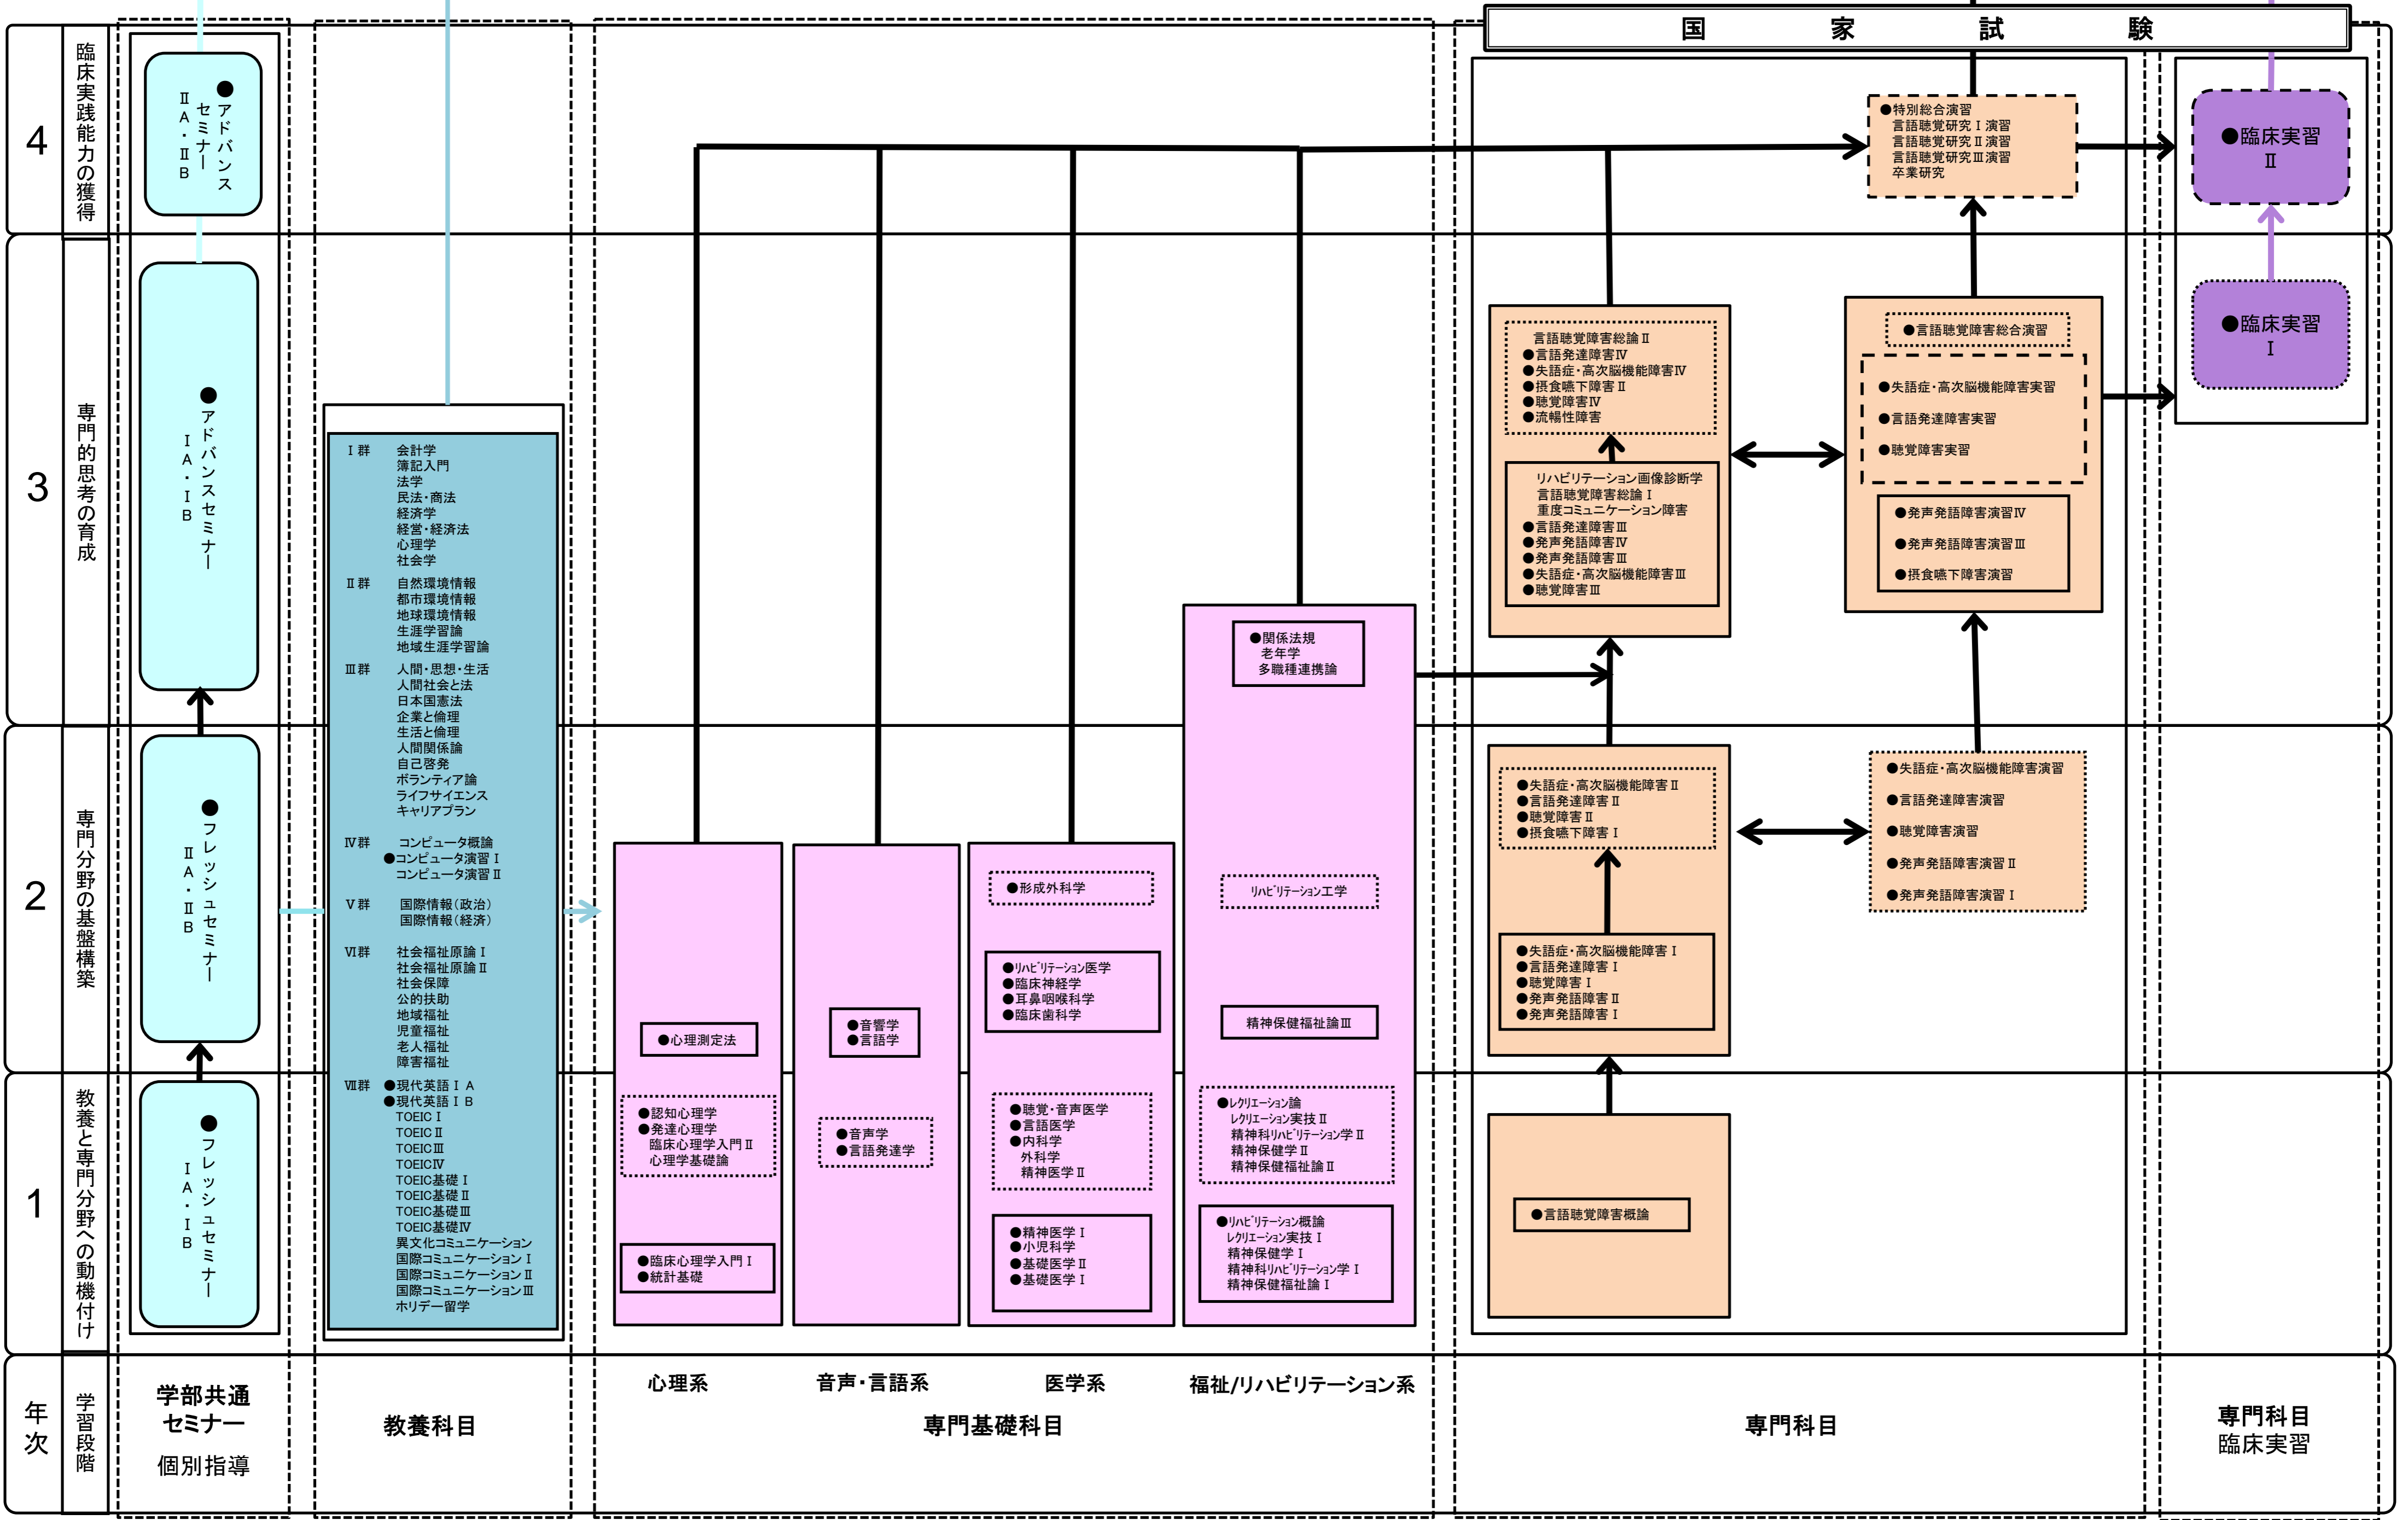 国家試験
4
臨床実践能力の獲得
●アドバンス
セミナー
ⅡA・ⅡB
●特別総合演習
言語聴覚研究Ⅰ演習
言語聴覚研究Ⅱ演習
言語聴覚研究Ⅲ演習
卒業研究
●臨床実習
Ⅱ
3
専門的思考の育成
●アドバンスセミナー
ⅠA・ⅠB
言語聴覚障害総論Ⅱ
●言語発達障害Ⅳ
●失語症・高次脳機能障害Ⅳ
●摂食嚥下障害Ⅱ
●聴覚障害Ⅳ
●流暢性障害
リハビリテーション画像診断学
言語聴覚障害総論Ⅰ
重度コミュニケーション障害
●言語発達障害Ⅲ
●発声発語障害Ⅳ
●発声発語障害Ⅲ
●失語症・高次脳機能障害Ⅲ
●聴覚障害Ⅲ
●言語聴覚障害総合演習
●失語症・高次脳機能障害実習
●言語発達障害実習
●聴覚障害実習
●発声発語障害演習Ⅳ
●発声発語障害演習Ⅲ
●摂食嚥下障害演習
●臨床実習
Ⅰ
Ⅰ群 会計学
簿記入門
法学
民法・商法
経済学
経営・経済法
心理学
社会学
Ⅱ群 自然環境情報
都市環境情報
地球環境情報
生涯学習論
地域生涯学習論
Ⅲ群 人間・思想・生活
人間社会と法
日本国憲法
企業と倫理
生活と倫理
人間関係論
自己啓発
ボランティア論
ライフサイエンス
キャリアプラン
Ⅳ群 コンピュータ概論
●コンピュータ演習Ⅰ
コンピュータ演習Ⅱ
Ⅴ群 国際情報(政治)
国際情報(経済)
Ⅵ群 社会福祉原論Ⅰ
社会福祉原論Ⅱ
社会保障
公的扶助
地域福祉
児童福祉
老人福祉
障害福祉
Ⅶ群 ●現代英語ⅠA
●現代英語ⅠB
TOEICⅠ
TOEICⅡ
TOEICⅢ
TOEICⅣ
TOEIC基礎Ⅰ
TOEIC基礎Ⅱ
TOEIC基礎Ⅲ
TOEIC基礎Ⅳ
異文化コミュニケーション
国際コミュニケーションⅠ
国際コミュニケーションⅡ
国際コミュニケーションⅢ
ホリデー留学
●関係法規
老年学
多職種連携論
2
専門分野の基盤構築
●フレッシュセミナー
ⅡA・ⅡB
●心理測定法
●音響学
●言語学
●形成外科学
●リハビリテーション医学
●臨床神経学
●耳鼻咽喉科学
●臨床歯科学
リハビリテーション工学
精神保健福祉論Ⅲ
●失語症・高次脳機能障害Ⅱ
●言語発達障害Ⅱ
●聴覚障害Ⅱ
●摂食嚥下障害Ⅰ
●失語症・高次脳機能障害Ⅰ
●言語発達障害Ⅰ
●聴覚障害Ⅰ
●発声発語障害Ⅱ
●発声発語障害Ⅰ
●失語症・高次脳機能障害演習
●言語発達障害演習
●聴覚障害演習
●発声発語障害演習Ⅱ
●発声発語障害演習Ⅰ
1
教養と専門分野への動機付け
●フレッシュセミナー
ⅠA・ⅠB
●認知心理学
●発達心理学
臨床心理学入門Ⅱ
心理学基礎論
●臨床心理学入門Ⅰ
●統計基礎
●音声学
●言語発達学
●聴覚・音声医学
●言語医学
●内科学
外科学
精神医学Ⅱ
●精神医学Ⅰ
●小児科学
●基礎医学Ⅱ
●基礎医学Ⅰ
●レクリエーション論
レクリエーション実技Ⅱ
精神科リハビリテーション学Ⅱ
精神保健学Ⅱ
精神保健福祉論Ⅱ
●リハビリテーション概論
レクリエーション実技Ⅰ
精神保健学Ⅰ
精神科リハビリテーション学Ⅰ
精神保健福祉論Ⅰ
●言語聴覚障害概論
年次
学習段階
学部共通
セミナー
個別指導
教養科目
心理系
音声・言語系
医学系
福祉/リハビリテーション系
専門基礎科目
専門科目
専門科目
臨床実習